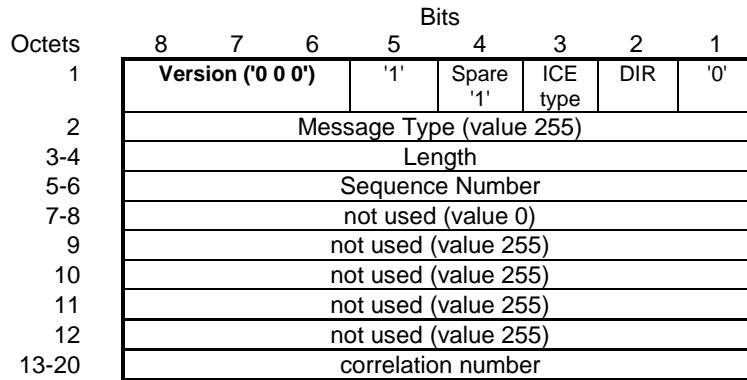 Bits
Octets 8 7 6 5 4 3 2 1
1 Version ('0 0 0') '1' Spare '1' ICE type DIR '0'
2 Message Type (value 255)
3-4 Length
5-6 Sequence Number
7-8 not used (value 0)
9 not used (value 255)
10 not used (value 255)
11 not used (value 255)
12 not used (value 255)
13-20 correlation number